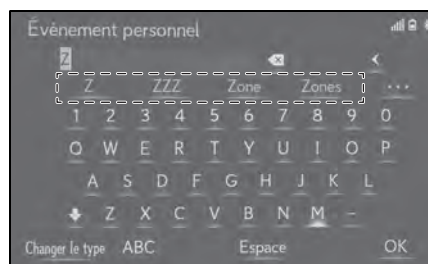 Évènement personnel
Z
Z ZZZ Zone Zones ...
1 2 3 4 5 6 7 8 9 0
Q W E R T Y U I O P
A S D F G H J K L
Z X C V B N M -
Changer le type ABC Espace OK